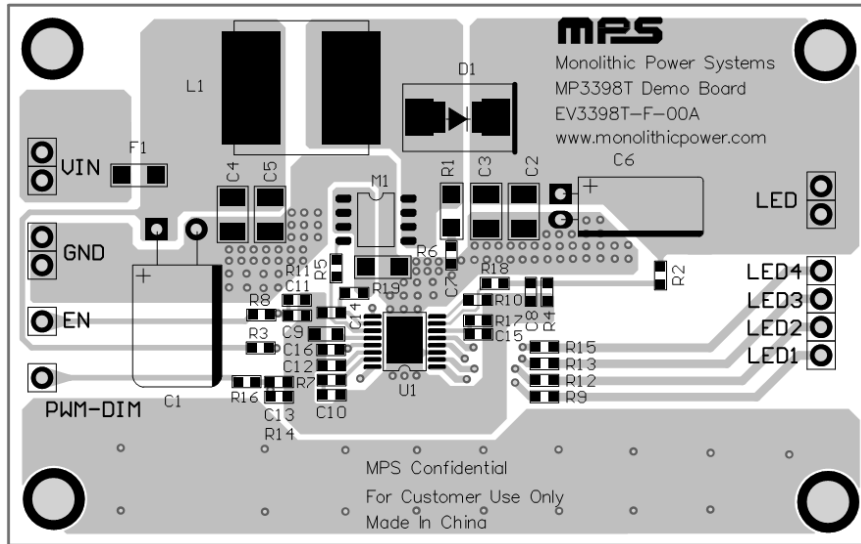 MPS
Monolithic Power Systems
MP3398T Demo Board
EV3398T-F-00A
www.monolithicpower.com
L1
D1
F1
VIN
C4
C5
M1
R1
C3
C2
C6
LED
GND
R5
R6
C7
R2
R11
C11
R19
R18
LED4
EN
R8
C9
C14
R10
C8
R4
LED3
R3
C16
R17
C15
LED2
C12
R15
LED1
R13
R16
R7
U1
R12
PWM-DIM
C1
C13
C10
R9
R14
MPS Confidential
For Customer Use Only
Made In China